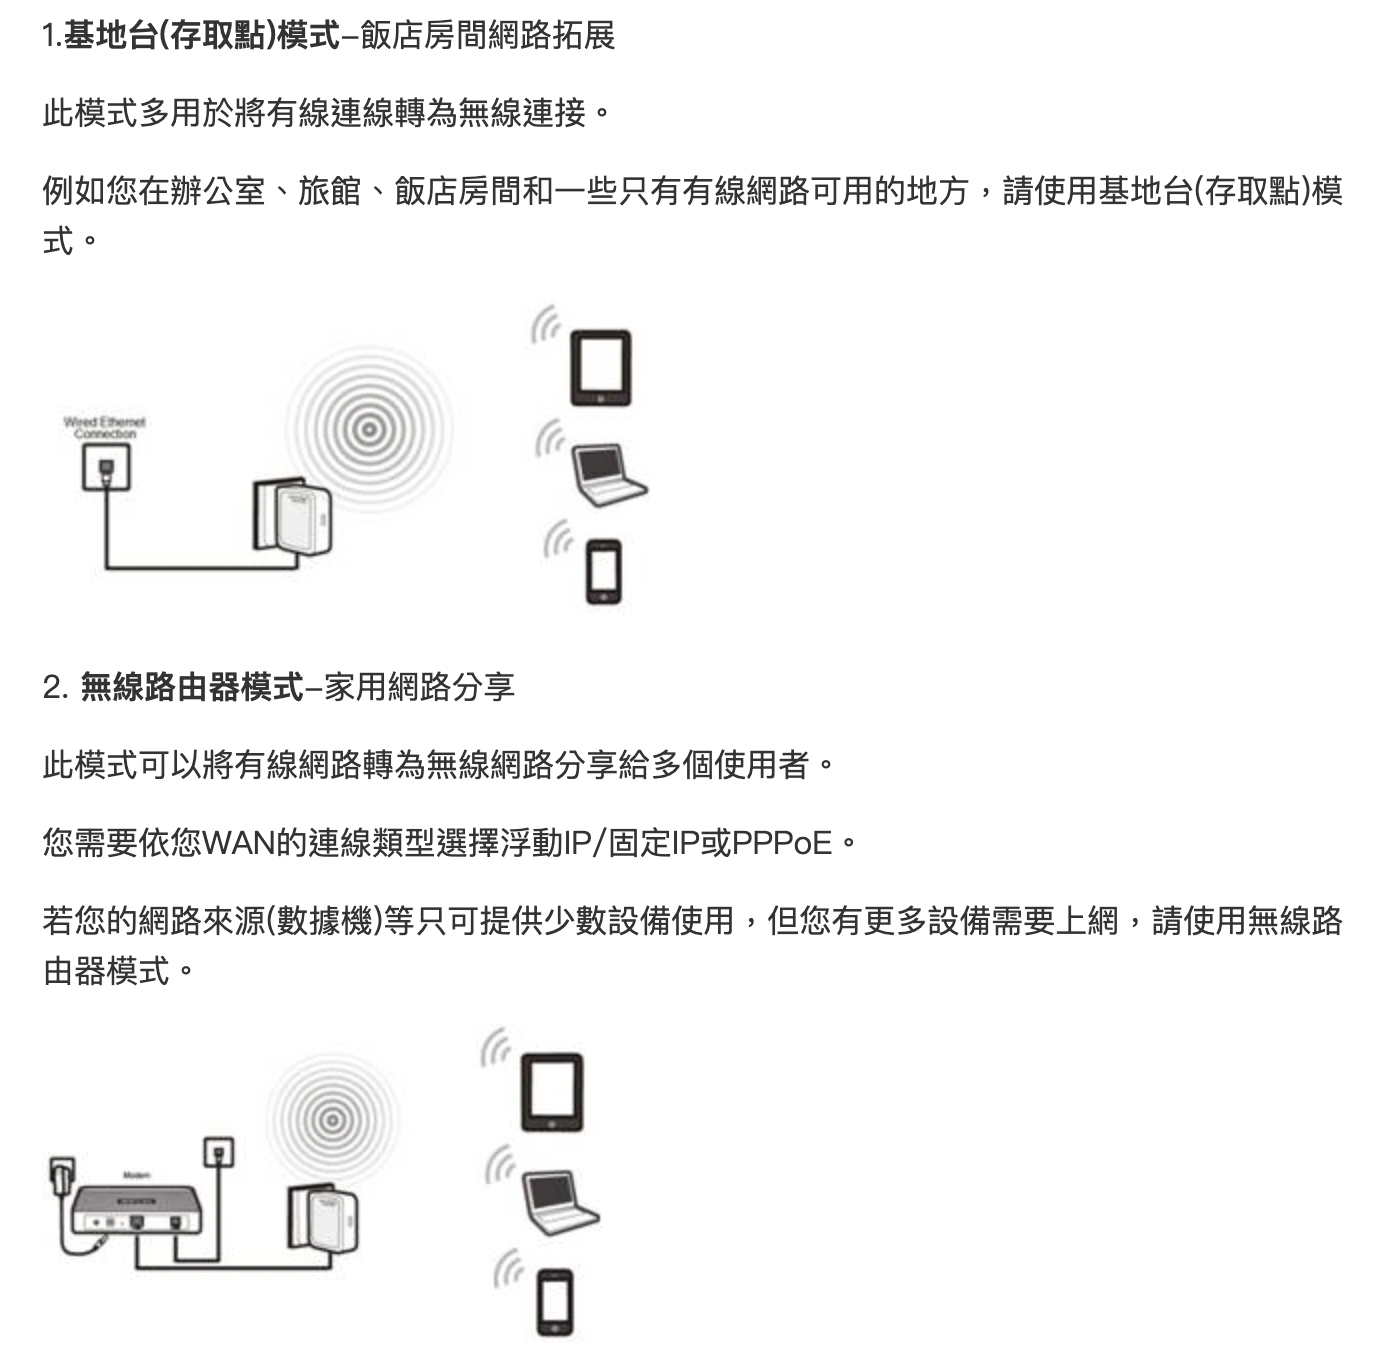 1.基地台(存取點)模式–飯店房間網路拓展
此模式多用於將有線連線轉為無線連接。
例如您在辦公室、旅館、飯店房間和一些只有有線網路可用的地方，請使用基地台(存取點)模
式。
Wired Ethernet
Connection
2. 無線路由器模式–家用網路分享
此模式可以將有線網路轉為無線網路分享給多個使用者。
您需要依您WAN的連線類型選擇浮動IP/固定IP或PPPoE。
若您的網路來源(數據機)等只可提供少數設備使用，但您有更多設備需要上網，請使用無線路
由器模式。
Modem